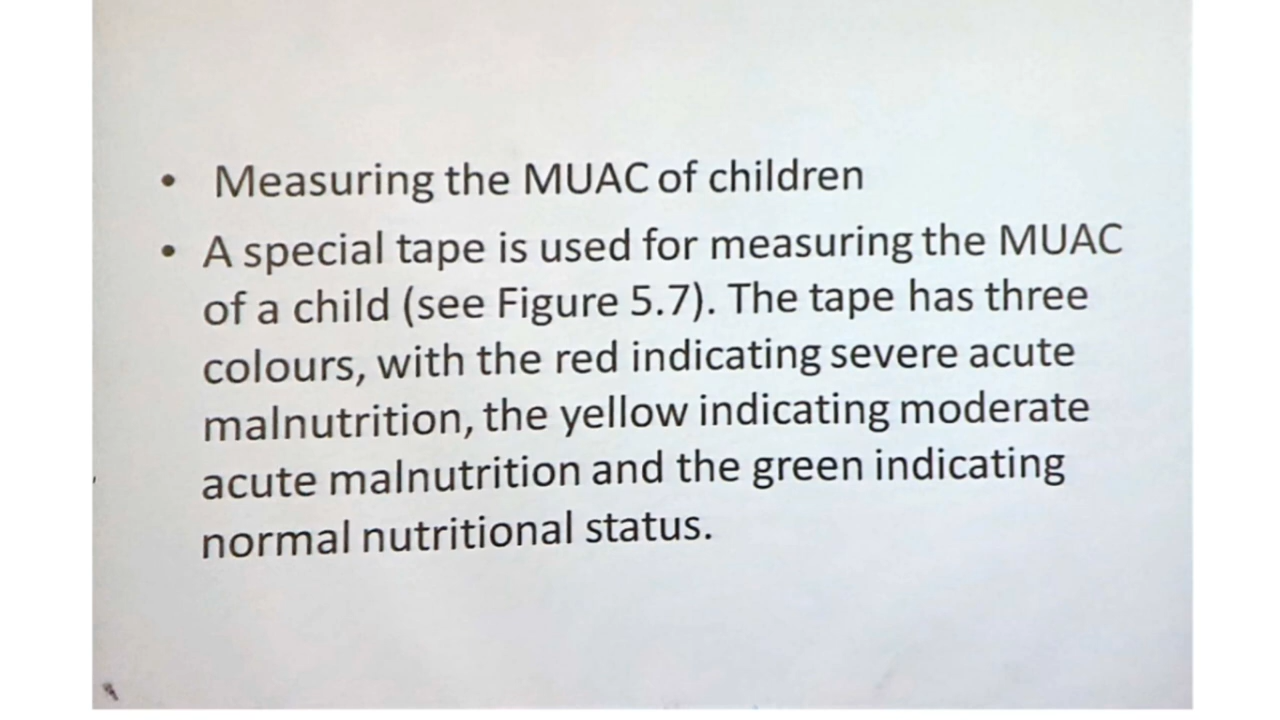 • Measuring the MUAC of children
• A special tape is used for measuring the MUAC
of a child (see Figure 5.7). The tape has three
colours, with the red indicating severe acute
malnutrition, the yellow indicating moderate
acute malnutrition and the green indicating
normal nutritional status.